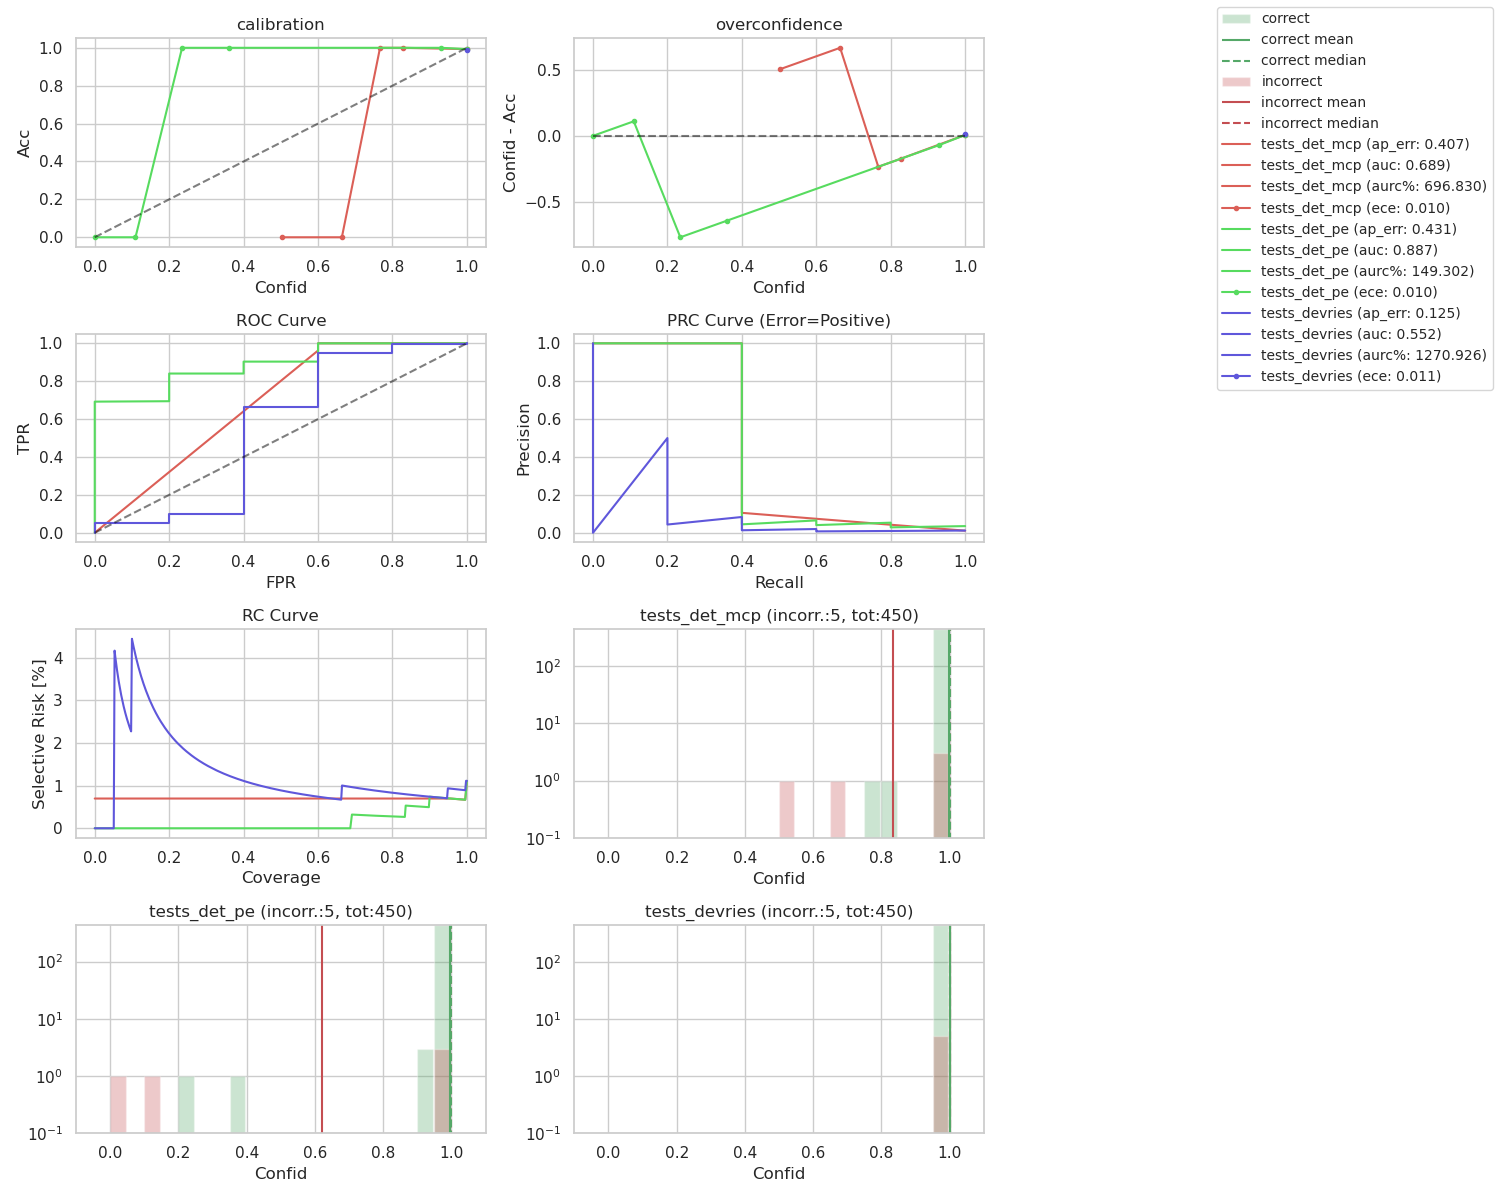 calibration
Acc
1.0
0.8
0.6
0.4
0.2
0.0
0.0 0.2 0.4 0.6 0.8 1.0
Confid
overconfidence
Confid - Acc
0.5
0.0
−0.5
0.0 0.2 0.4 0.6 0.8 1.0
Confid
correct
correct mean
correct median
incorrect
incorrect mean
incorrect median
tests_det_mcp (ap_err: 0.407)
tests_det_mcp (auc: 0.689)
tests_det_mcp (aurc%: 696.830)
tests_det_mcp (ece: 0.010)
tests_det_pe (ap_err: 0.431)
tests_det_pe (auc: 0.887)
tests_det_pe (aurc%: 149.302)
tests_det_pe (ece: 0.010)
tests_devries (ap_err: 0.125)
tests_devries (auc: 0.552)
tests_devries (aurc%: 1270.926)
tests_devries (ece: 0.011)
ROC Curve
TPR
1.0
0.8
0.6
0.4
0.2
0.0
0.0 0.2 0.4 0.6 0.8 1.0
FPR
PRC Curve (Error=Positive)
Precision
1.0
0.8
0.6
0.4
0.2
0.0
0.0 0.2 0.4 0.6 0.8 1.0
Recall
RC Curve
Selective Risk [%]
4
3
2
1
0
0.0 0.2 0.4 0.6 0.8 1.0
Coverage
tests_det_mcp (incorr.:5, tot:450)
10²
10¹
10⁰
10⁻¹
0.0 0.2 0.4 0.6 0.8 1.0
Confid
tests_det_pe (incorr.:5, tot:450)
10²
10¹
10⁰
10⁻¹
0.0 0.2 0.4 0.6 0.8 1.0
Confid
tests_devries (incorr.:5, tot:450)
10²
10¹
10⁰
10⁻¹
0.0 0.2 0.4 0.6 0.8 1.0
Confid